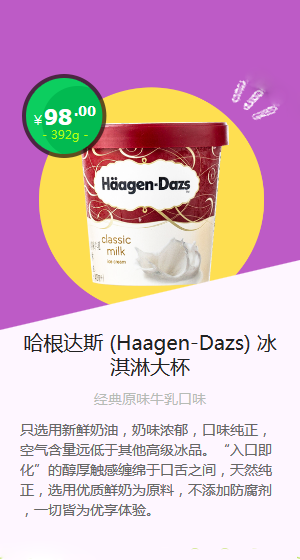 ¥98.00
- 392g -
Häagen-Dazs
classic
milk
ice cream
哈根达斯 (Haagen-Dazs) 冰
淇淋大杯
经典原味牛乳口味
只选用新鲜奶油，奶味浓郁，口味纯正，
空气含量远低于其他高级冰品。“入口即
化”的醇厚触感缠绵于口舌之间，天然纯
正，选用优质鲜奶为原料，不添加防腐剂
，一切皆为优享体验。